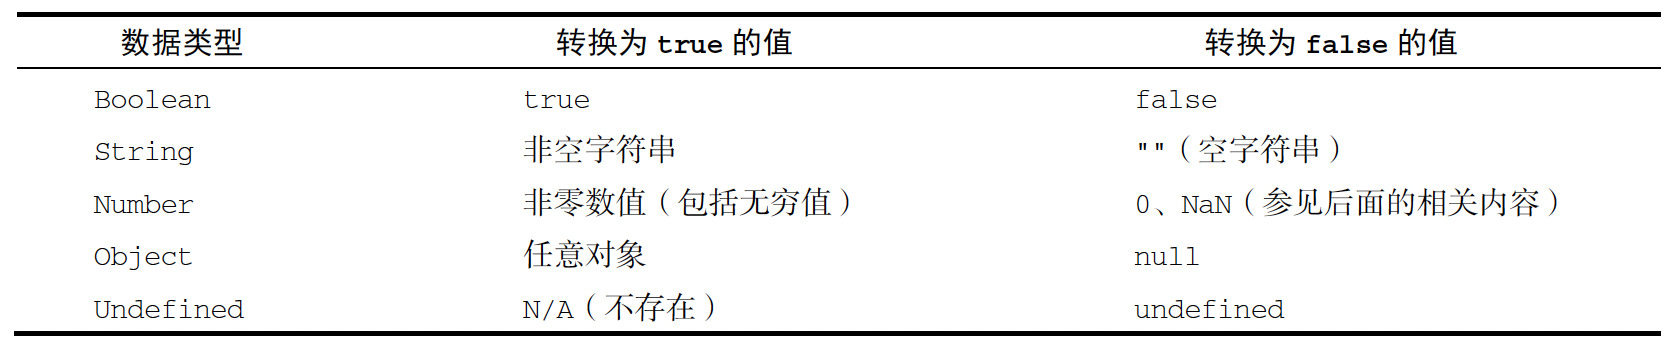 数据类型 转换为 true 的值 转换为 false 的值
Boolean true false
String 非空字符串 ""（空字符串）
Number 非零数值（包括无穷值） 0、NaN（参见后面的相关内容）
Object 任意对象 null
Undefined N/A（不存在） undefined